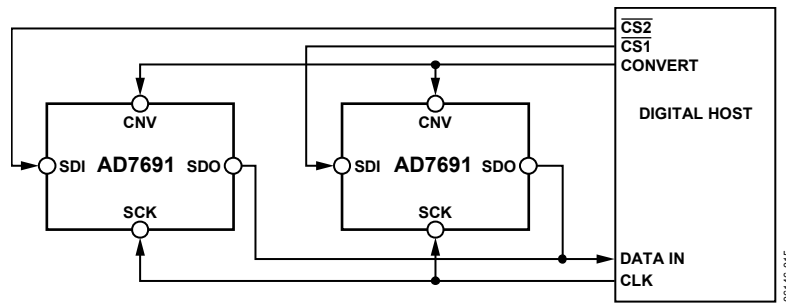 CS2
CS1
CONVERT
DIGITAL HOST
CNV
CNV
SDI AD7691 SDO
SDI AD7691 SDO
SCK
SCK
DATA IN
CLK